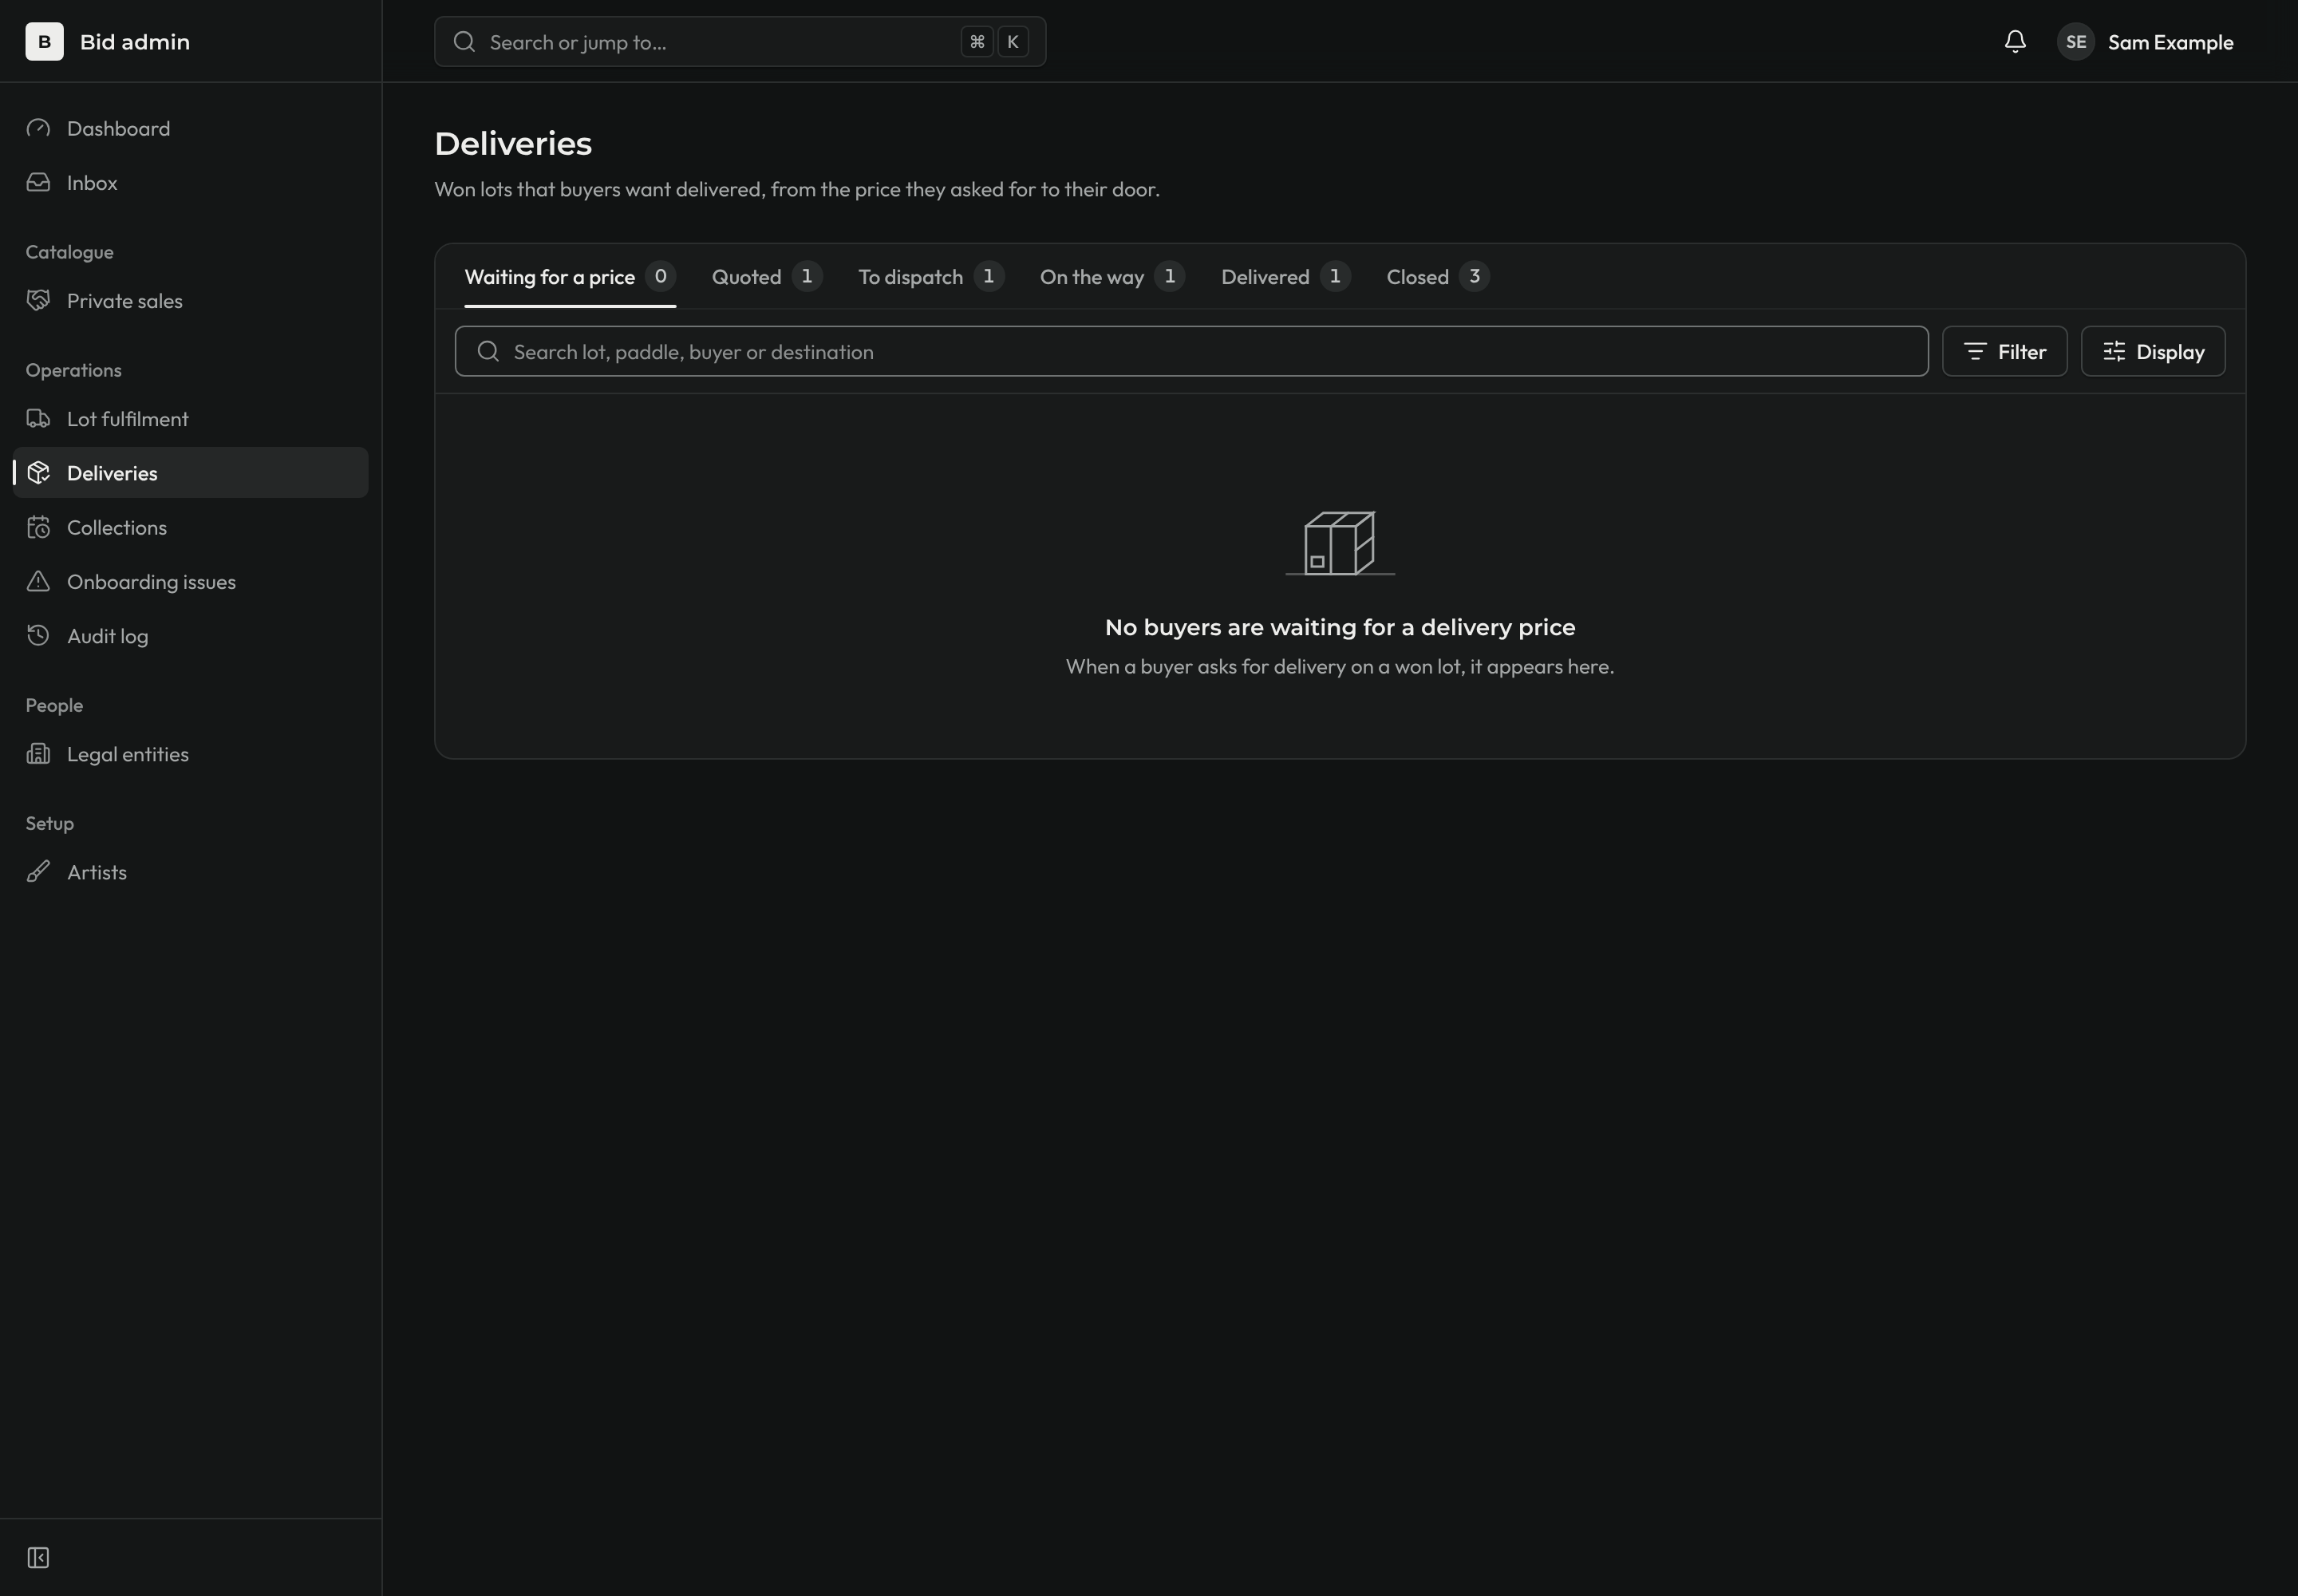 B Bid admin
Search or jump to...
⌘ K
SE Sam Example
Dashboard
Inbox
Catalogue
Private sales
Operations
Lot fulfilment
Deliveries
Collections
Onboarding issues
Audit log
People
Legal entities
Setup
Artists
Deliveries
Won lots that buyers want delivered, from the price they asked for to their door.
Waiting for a price 0 Quoted 1 To dispatch 1 On the way 1 Delivered 1 Closed 3
Search lot, paddle, buyer or destination
Filter
Display
No buyers are waiting for a delivery price
When a buyer asks for delivery on a won lot, it appears here.